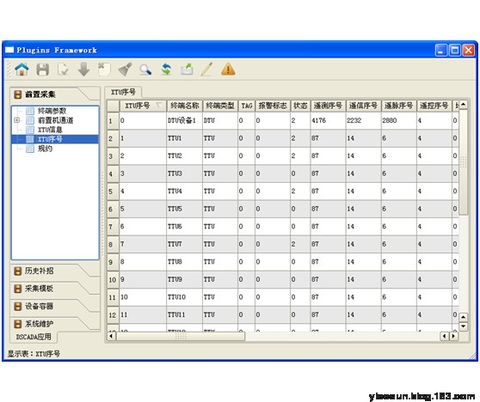 Plugins Framework
前置采集
终端参数
前置机通道
XTU信息
XTU序号
规约
历史补招
采集模板
设备容器
系统维护
DSCADA应用
XTU序号
XTU序号 终端名称 终端类型 TAG 报警标志 状态 遥测序号 遥信序号 遥脉序号 遥控序号
1 0 DTU设备1 DTU 0 0 2 4176 2232 2880 4 0
2 1 TTU1 TTU 0 0 2 87 14 6 4 0
3 2 TTU2 TTU 0 0 2 87 14 6 4 0
4 3 TTU3 TTU 0 0 0 87 14 6 4 0
5 4 TTU4 TTU 0 0 2 87 14 6 4 0
6 5 TTU5 TTU 0 0 0 87 14 6 4 0
7 6 TTU6 TTU 0 0 0 87 14 6 4 0
8 7 TTU7 TTU 0 0 2 87 14 6 4 0
9 8 TTU8 TTU 0 0 0 87 14 6 4 0
10 9 TTU9 TTU 0 0 0 87 14 6 4 0
11 10 TTU10 TTU 0 0 0 87 14 6 4 0
12 11 TTU11 TTU 0 0 0 87 14 6 4 0
显示表：XTU序号